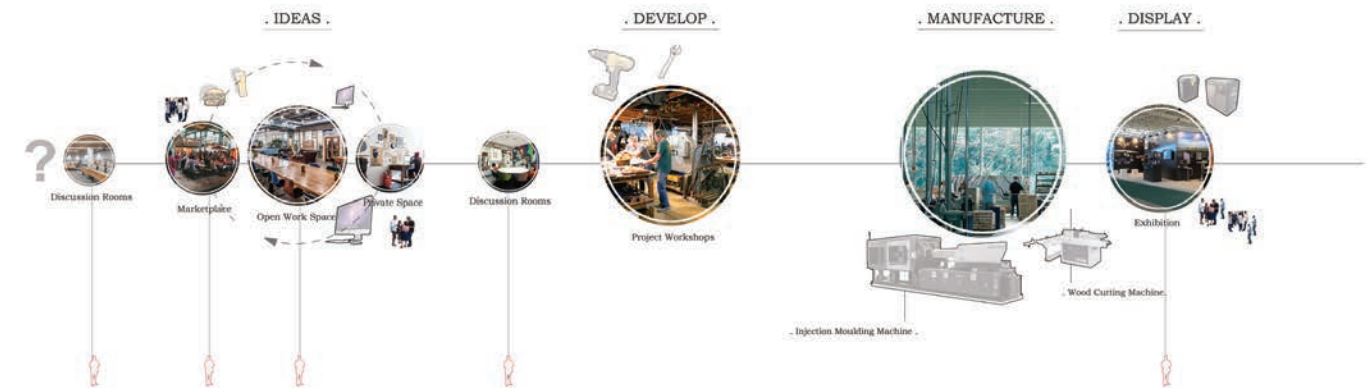 . IDEAS .
. DEVELOP .
. MANUFACTURE .
. DISPLAY .
?
Discussion Rooms
Marketplace
Open Work Space
Private Space
Discussion Rooms
Project Workshops
Exhibition
. Wood Curting Machine.
. Injection Moulding Machine .